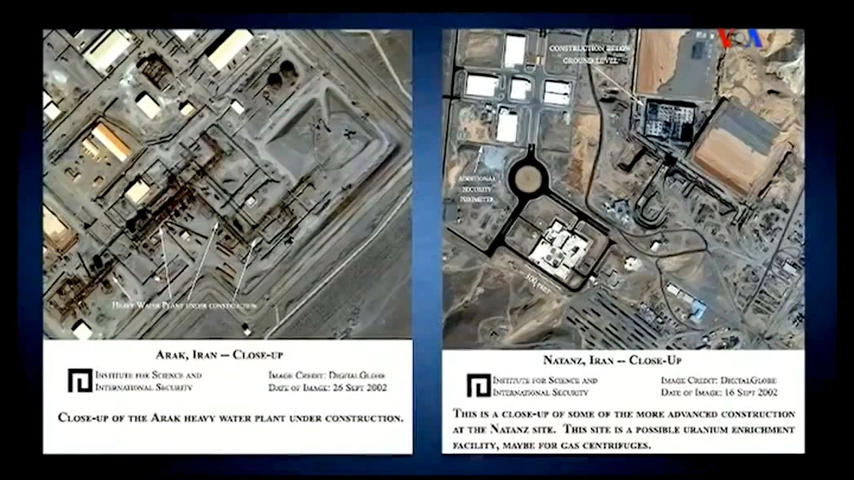 VOA
HEAVY WATER PLANT UNDER CONSTRUCTION
ARAK, IRAN -- CLOSE-UP
INSTITUTE FOR SCIENCE AND
INTERNATIONAL SECURITY
IMAGE CREDIT: DIGITALGLOBE
DATE OF IMAGE: 26 SEPT 2002
CLOSE-UP OF THE ARAK HEAVY WATER PLANT UNDER CONSTRUCTION.
CONSTRUCTION BELOW
GROUND LEVEL
ADDITIONAL
SECURITY
PERIMETER
300 FEET
NATANZ, IRAN -- CLOSE-UP
INSTITUTE FOR SCIENCE AND
INTERNATIONAL SECURITY
IMAGE CREDIT: DIGITALGLOBE
DATE OF IMAGE: 16 SEPT 2002
THIS IS A CLOSE-UP OF SOME OF THE MORE ADVANCED CONSTRUCTION
AT THE NATANZ SITE. THIS SITE IS A POSSIBLE URANIUM ENRICHMENT
FACILITY, MAYBE FOR GAS CENTRIFUGES.